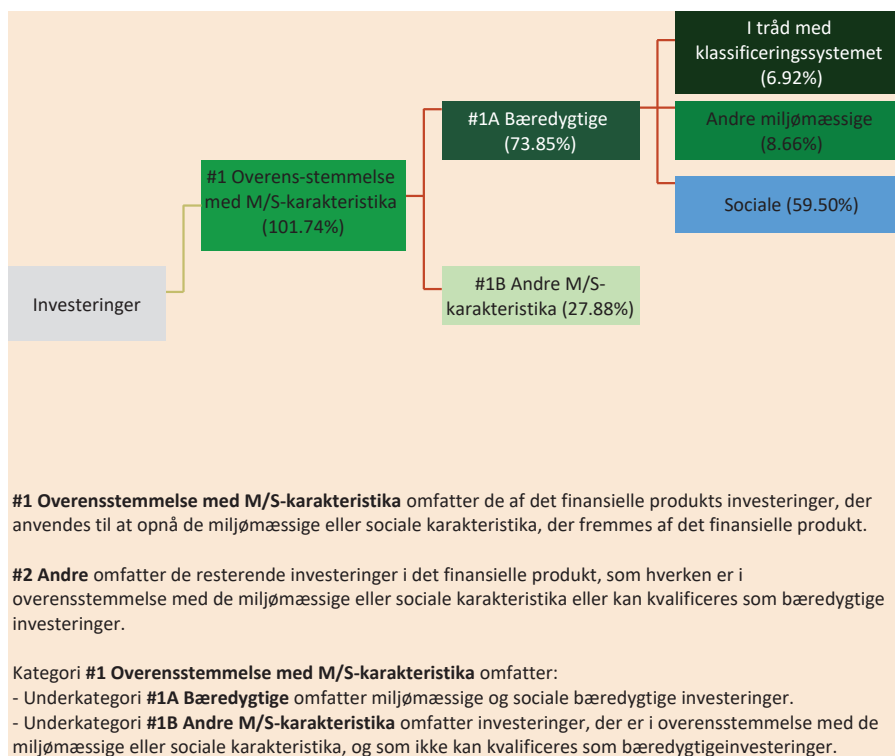 I tråd med
klassificeringssystemet
(6.92%)
#1A Bæredygtige
(73.85%)
Andre miljømæssige
(8.66%)
#1 Overens-stemmelse
med M/S-karakteristika
(101.74%)
Sociale (59.50%)
#1B Andre M/S-
karakteristika (27.88%)
Investeringer
#1 Overensstemmelse med M/S-karakteristika omfatter de af det finansielle produkts investeringer, der
anvendes til at opnå de miljømæssige eller sociale karakteristika, der fremmes af det finansielle produkt.
#2 Andre omfatter de resterende investeringer i det finansielle produkt, som hverken er i
overensstemmelse med de miljømæssige eller sociale karakteristika eller kan kvalificeres som bæredygtige
investeringer.
Kategori #1 Overensstemmelse med M/S-karakteristika omfatter:
- Underkategori #1A Bæredygtige omfatter miljømæssige og sociale bæredygtige investeringer.
- Underkategori #1B Andre M/S-karakteristika omfatter investeringer, der er i overensstemmelse med de
miljømæssige eller sociale karakteristika, og som ikke kan kvalificeres som bæredygtigeinvesteringer.